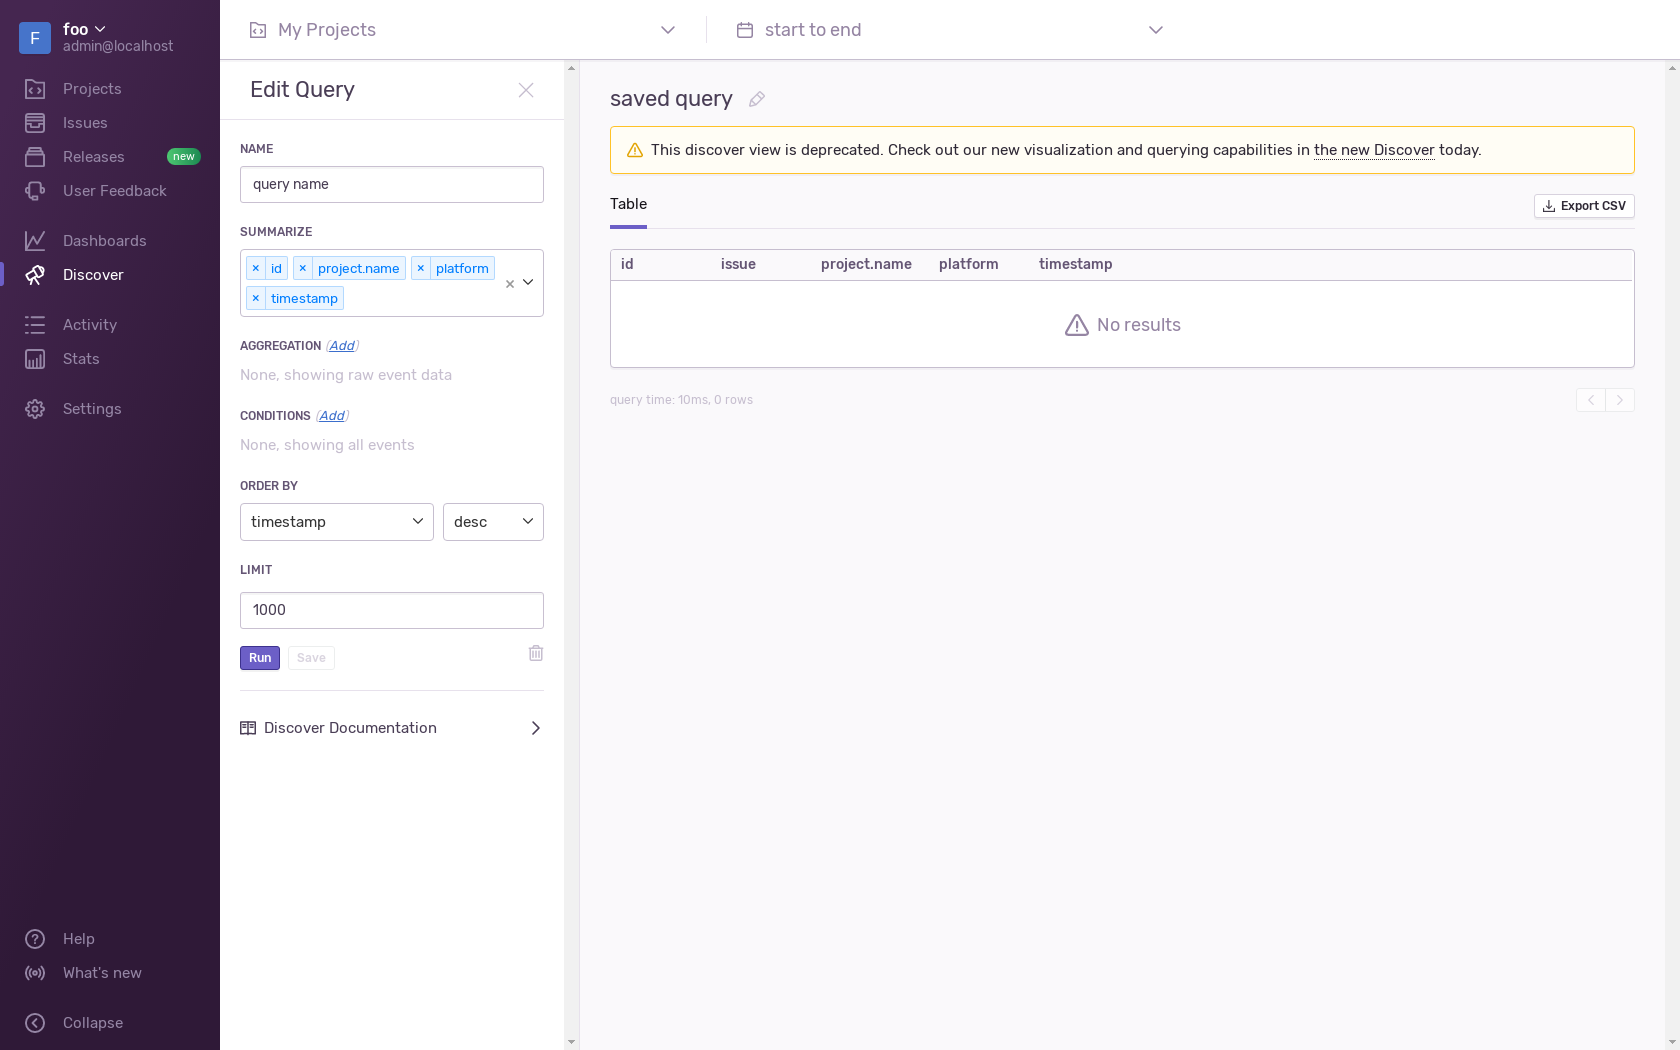 F
foo
admin@localhost
Projects
Issues
Releases new
User Feedback
Dashboards
Discover
Activity
Stats
Settings
Help
What's new
Collapse
My Projects
start to end
Edit Query
NAME
query name
SUMMARIZE
× id × project.name × platform
× timestamp
×
AGGREGATION (Add)
None, showing raw event data
CONDITIONS (Add)
None, showing all events
ORDER BY
timestamp desc
LIMIT
1000
Run Save
Discover Documentation
saved query
This discover view is deprecated. Check out our new visualization and querying capabilities in the new Discover today.
Table
Export CSV
id issue project.name platform timestamp
No results
query time: 10ms, 0 rows